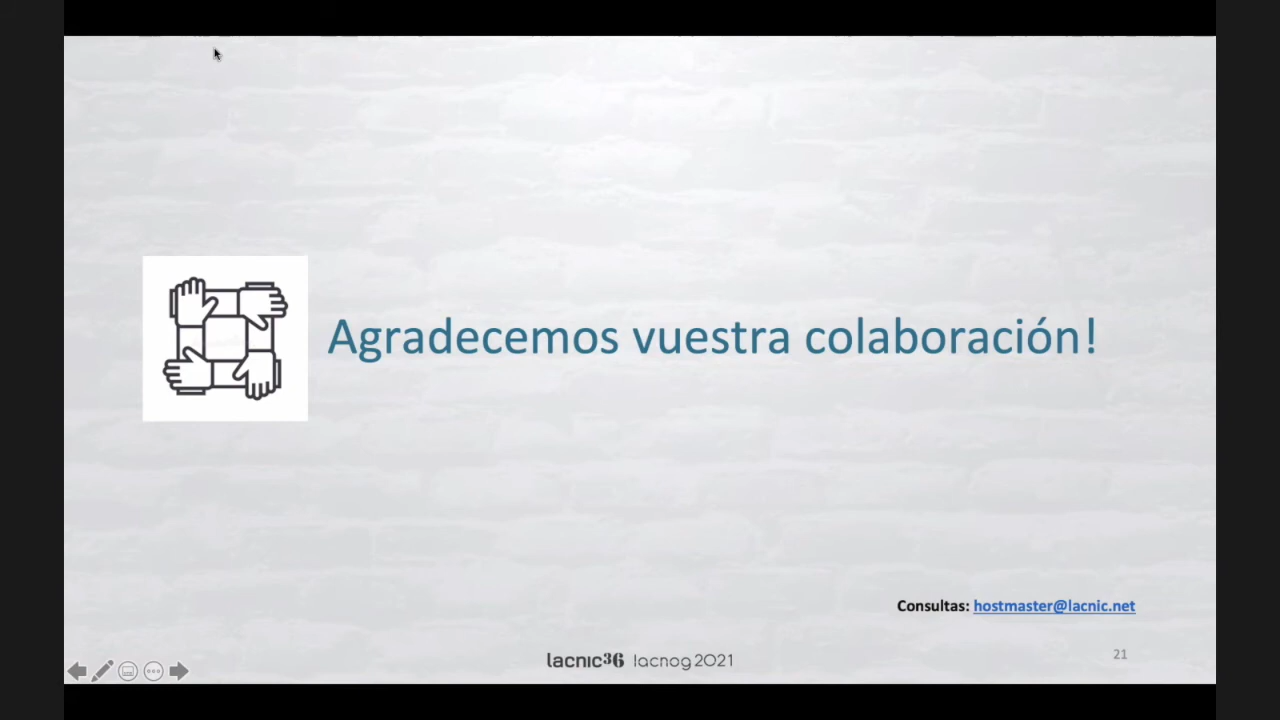 Agradecemos vuestra colaboración!
Consultas: hostmaster@lacnic.net
lacnic36 lacnog2021
21